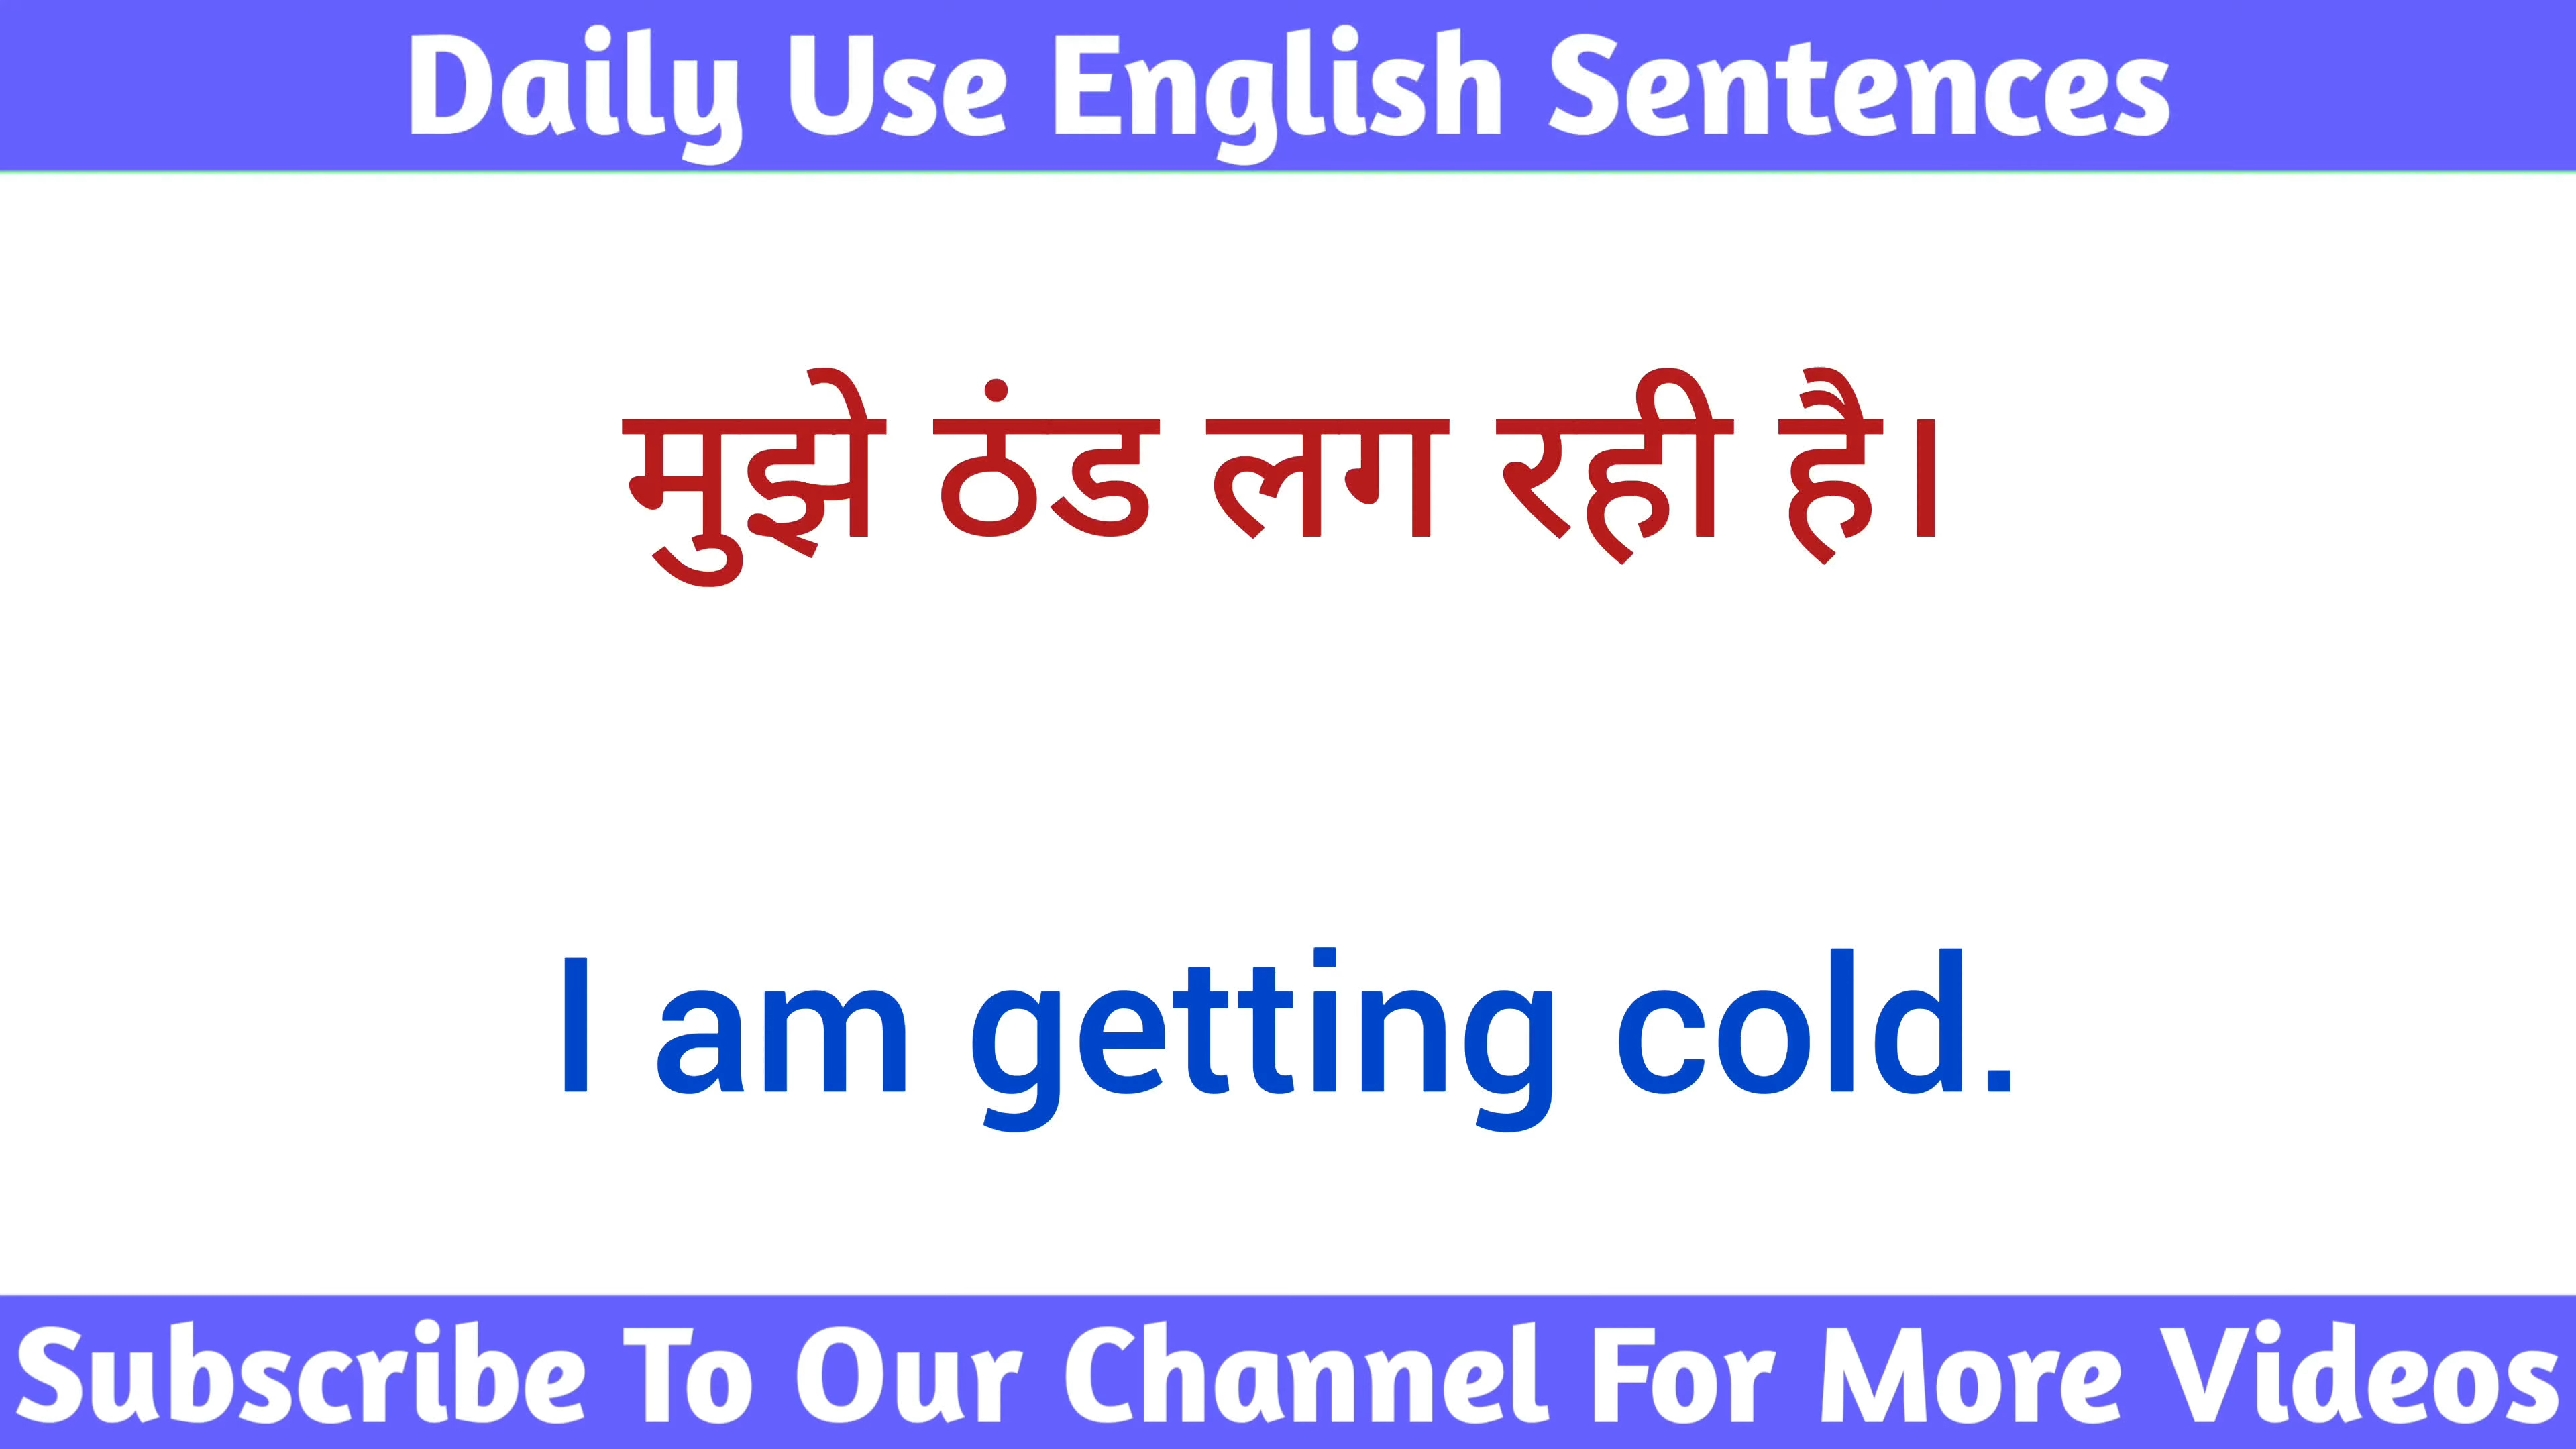 Daily Use English Sentences
मुझे ठंड लग रही है।
I am getting cold.
Subscribe To Our Channel For More Videos